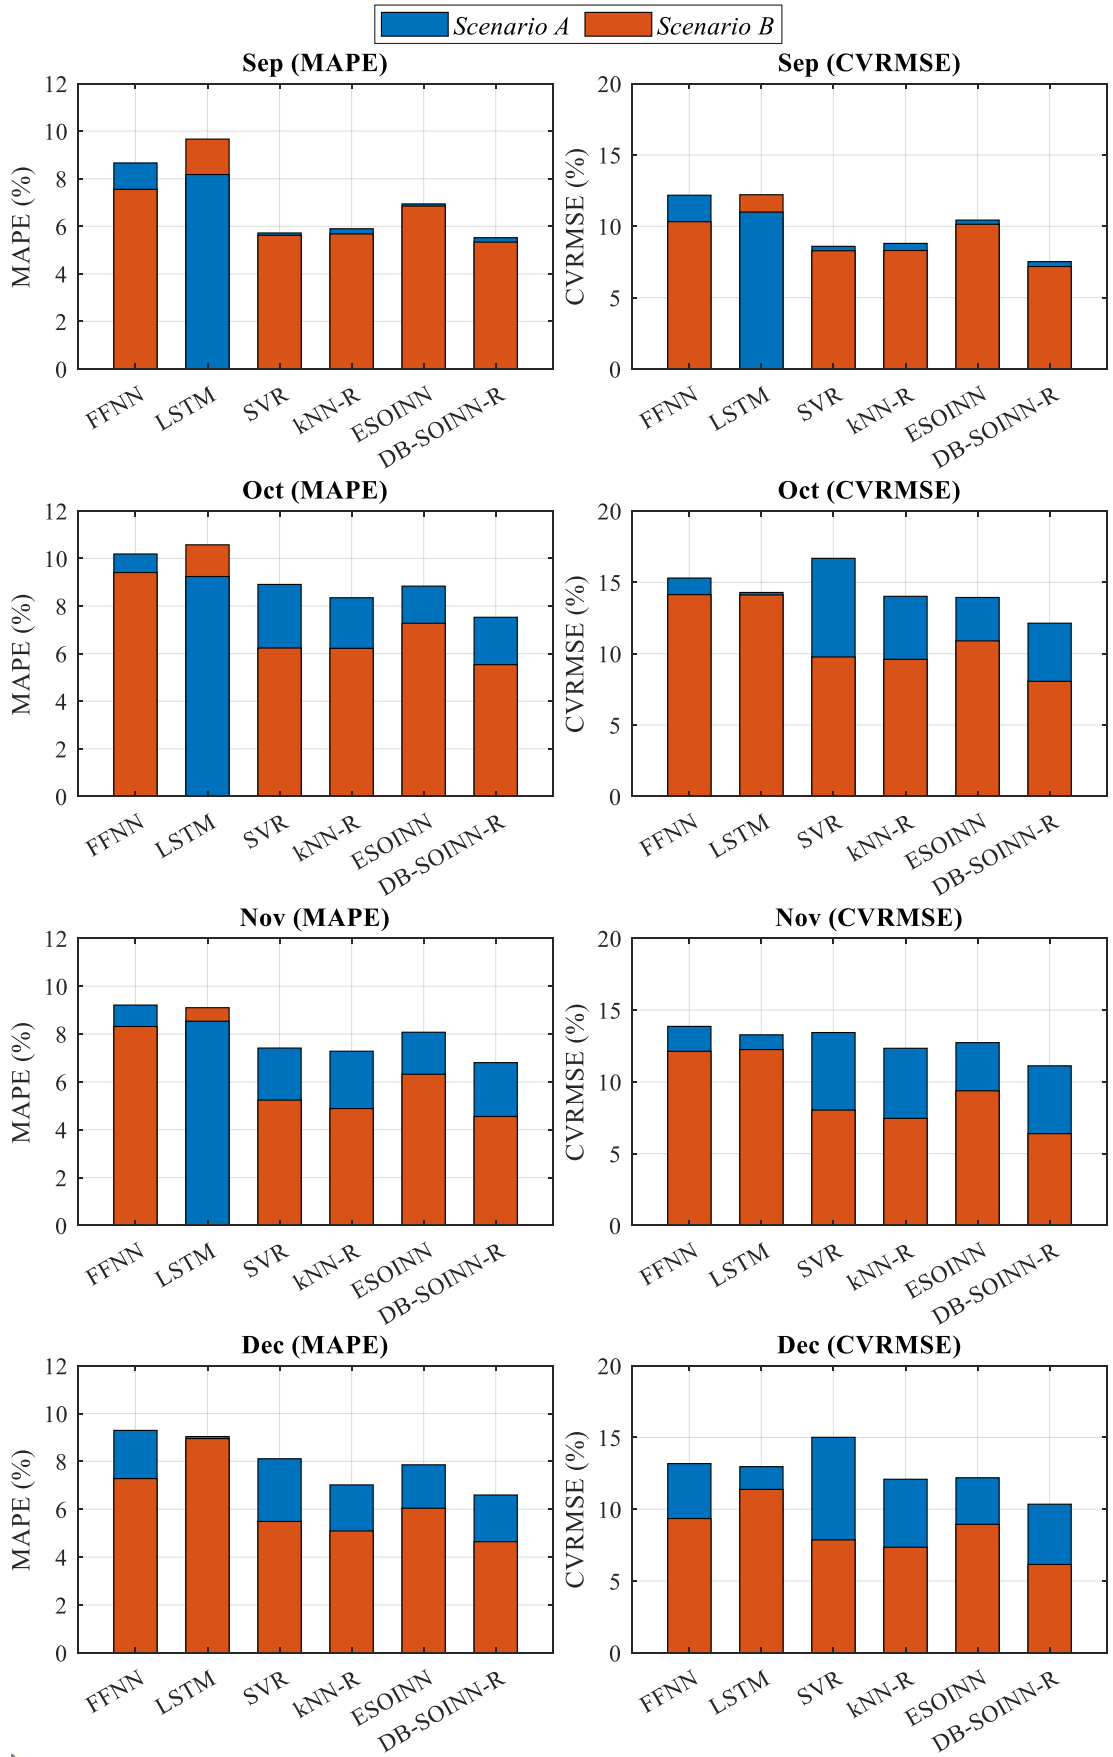 Scenario A Scenario B
Sep (MAPE)
MAPE (%)
12
10
8
6
4
2
0
FFNN LSTM SVR kNN-R ESOINN DB-SOINN-R
Sep (CVRMSE)
CVRMSE (%)
20
15
10
5
0
FFNN LSTM SVR kNN-R ESOINN DB-SOINN-R
Oct (MAPE)
MAPE (%)
12
10
8
6
4
2
0
FFNN LSTM SVR kNN-R ESOINN DB-SOINN-R
Oct (CVRMSE)
CVRMSE (%)
20
15
10
5
0
FFNN LSTM SVR kNN-R ESOINN DB-SOINN-R
Nov (MAPE)
MAPE (%)
12
10
8
6
4
2
0
FFNN LSTM SVR kNN-R ESOINN DB-SOINN-R
Nov (CVRMSE)
CVRMSE (%)
20
15
10
5
0
FFNN LSTM SVR kNN-R ESOINN DB-SOINN-R
Dec (MAPE)
MAPE (%)
12
10
8
6
4
2
0
FFNN LSTM SVR kNN-R ESOINN DB-SOINN-R
Dec (CVRMSE)
CVRMSE (%)
20
15
10
5
0
FFNN LSTM SVR kNN-R ESOINN DB-SOINN-R